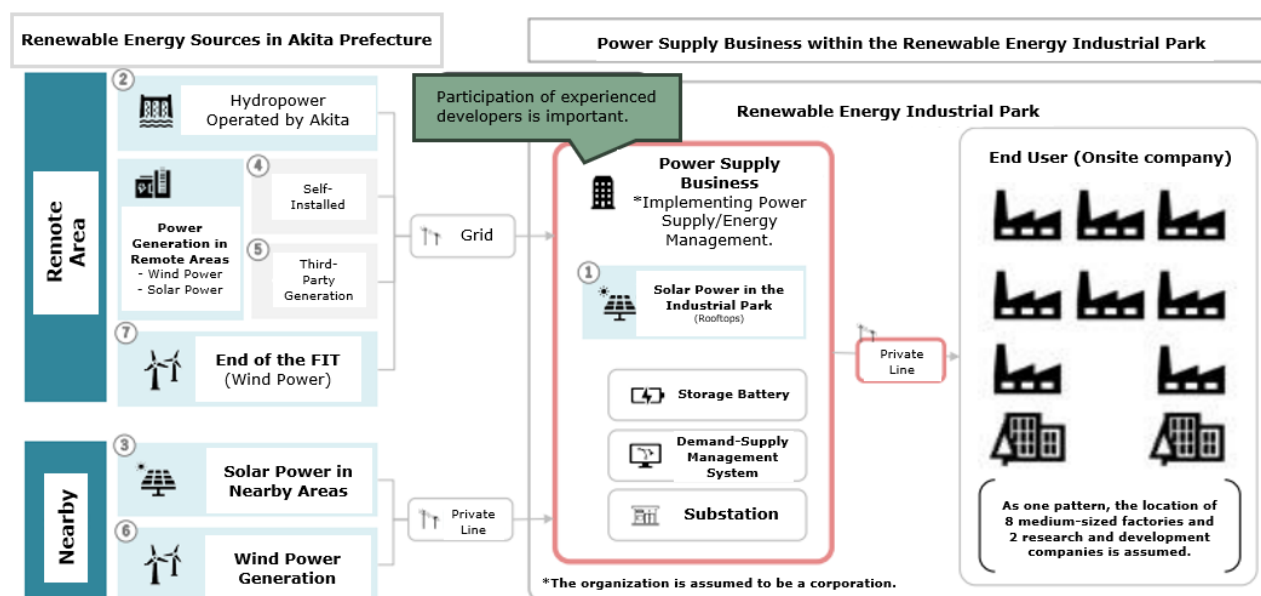 Renewable Energy Sources in Akita Prefecture
Power Supply Business within the Renewable Energy Industrial Park
Remote
Area
2
Hydropower
Operated by Akita
Power
Generation in
Remote Areas
- Wind Power
- Solar Power
4
Self-
Installed
5
Third-
Party
Generation
7
End of the FIT
(Wind Power)
Grid
Nearby
3
Solar Power in
Nearby Areas
6
Wind Power
Generation
Private
Line
Participation of experienced
developers is important.
Renewable Energy Industrial Park
Power Supply
Business
*Implementing Power
Supply/Energy
Management.
1
Solar Power in the
Industrial Park
(Rooftops)
Storage Battery
Demand-Supply
Management
System
Substation
*The organization is assumed to be a corporation.
Private
Line
End User (Onsite company)
As one pattern, the location of
8 medium-sized factories and
2 research and development
companies is assumed.